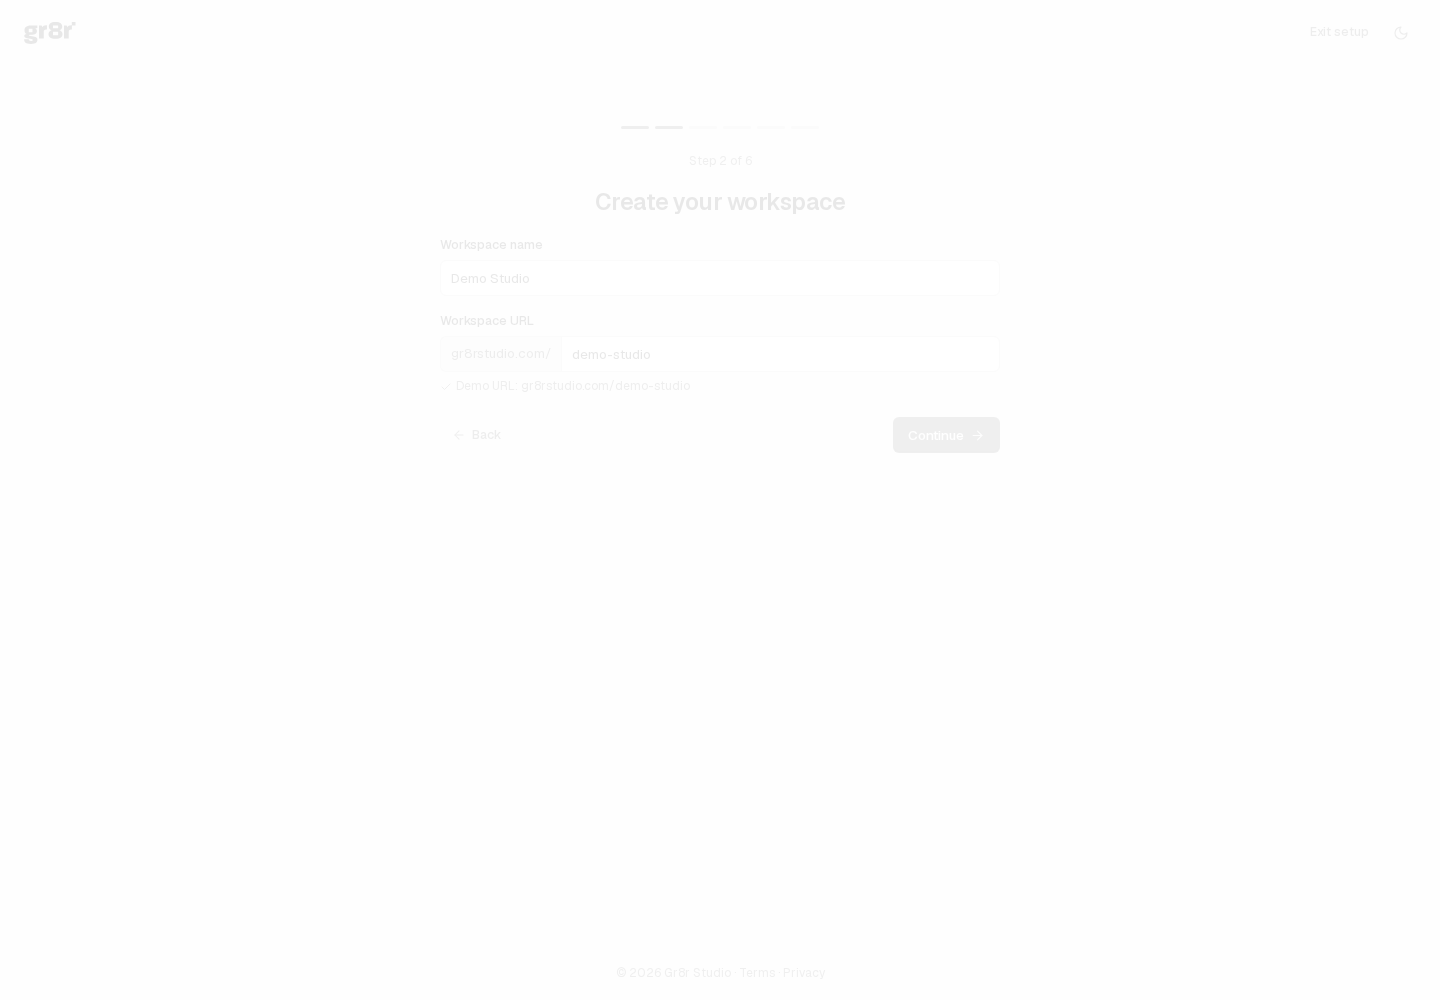 gr8r
Exit setup
Step 2 of 6
Create your workspace
Workspace name
Demo Studio
Workspace URL
gr8rstudio.com/ demo-studio
Demo URL: gr8rstudio.com/demo-studio
Back
Continue
© 2026 Gr8r Studio · Terms · Privacy